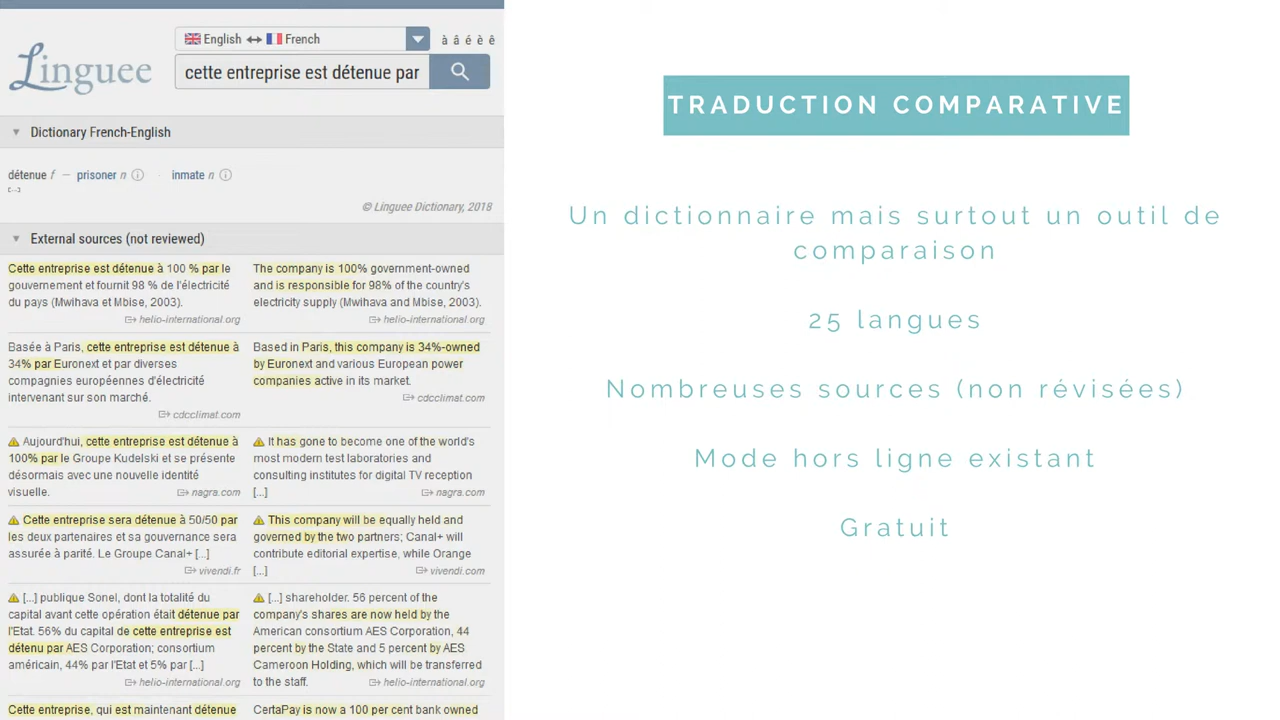 Linguee
English ↔ French
à â é è ê
cette entreprise est détenue par
Dictionary French-English
détenue f — prisoner n · inmate n
[...]
© Linguee Dictionary, 2018
External sources (not reviewed)
Cette entreprise est détenue à 100 % par le
gouvernement et fournit 98 % de l'électricité
du pays (Mwihava et Mbise, 2003).
helio-international.org
The company is 100% government-owned
and is responsible for 98% of the country's
electricity supply (Mwihava and Mbise, 2003).
helio-international.org
Basée à Paris, cette entreprise est détenue à
34% par Euronext et par diverses
compagnies européennes d'électricité
intervenant sur son marché.
cdcclimat.com
Based in Paris, this company is 34%-owned
by Euronext and various European power
companies active in its market.
cdcclimat.com
Aujourd'hui, cette entreprise est détenue à
100% par le Groupe Kudelski et se présente
désormais avec une nouvelle identité
visuelle.
nagra.com
It has gone to become one of the world's
most modern test laboratories and
consulting institutes for digital TV reception
[...]
nagra.com
Cette entreprise sera détenue à 50/50 par
les deux partenaires et sa gouvernance sera
assurée à parité. Le Groupe Canal+ [...]
vivendi.fr
This company will be equally held and
governed by the two partners; Canal+ will
contribute editorial expertise, while Orange
[...]
vivendi.com
[...] publique Sonel, dont la totalité du
capital avant cette opération était détenue par
l'Etat. 56% du capital de cette entreprise est
détenu par AES Corporation; consortium
américain, 44% par l'Etat et 5% par [...]
helio-international.org
[...] shareholder. 56 percent of the
company's shares are now held by the
American consortium AES Corporation, 44
percent by the State and 5 percent by AES
Cameroon Holding, which will be transferred
to the staff.
helio-international.org
Cette entreprise, qui est maintenant détenue
CertaPay is now a 100 per cent bank owned
TRADUCTION COMPARATIVE
Un dictionnaire mais surtout un outil de
comparaison
25 langues
Nombreuses sources (non révisées)
Mode hors ligne existant
Gratuit